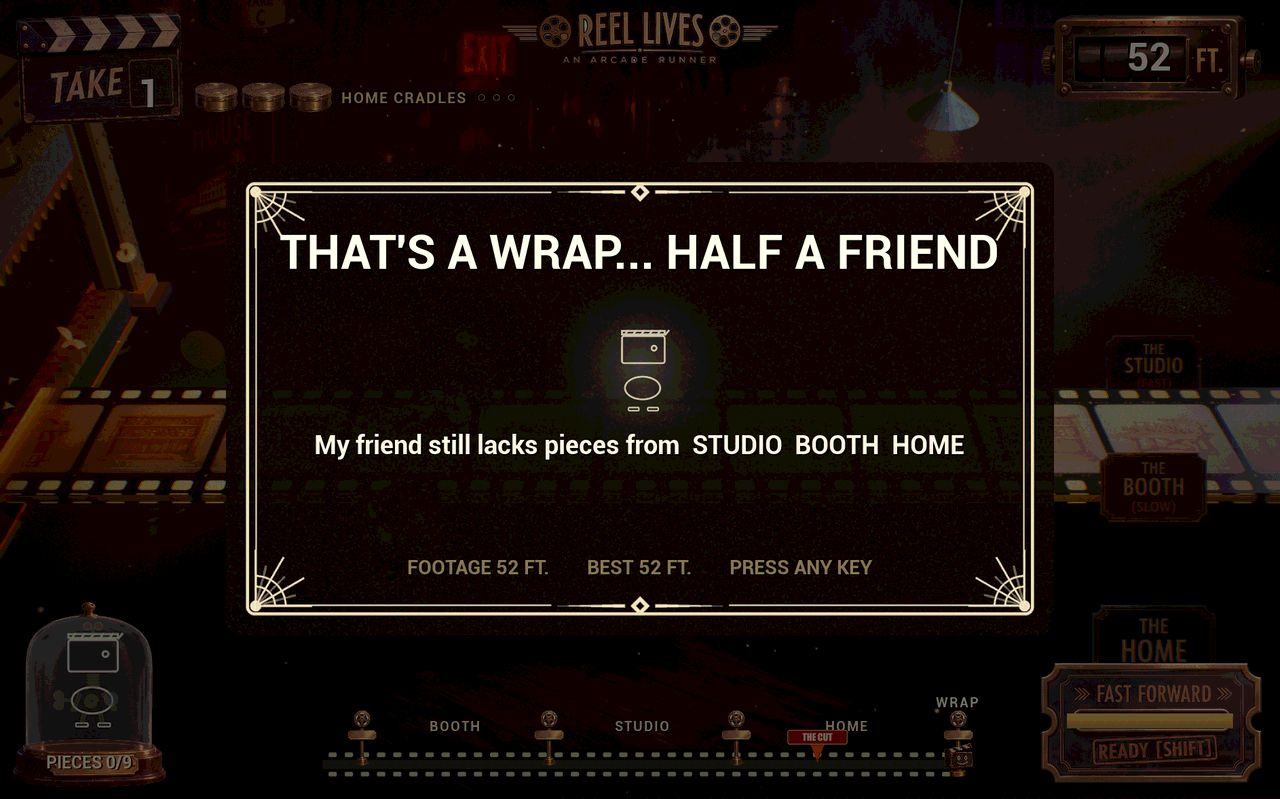 TAKE 1
EXIT
REEL LIVES
AN ARCADE RUNNER
52 FT.
HOME CRADLES
THAT'S A WRAP... HALF A FRIEND
My friend still lacks pieces from STUDIO BOOTH HOME
FOOTAGE 52 FT. BEST 52 FT. PRESS ANY KEY
THE
STUDIO
(FAST)
THE
BOOTH
(SLOW)
THE
HOME
FAST FORWARD
READY [SHIFT]
PIECES 0/9
BOOTH STUDIO HOME WRAP
THE CUT